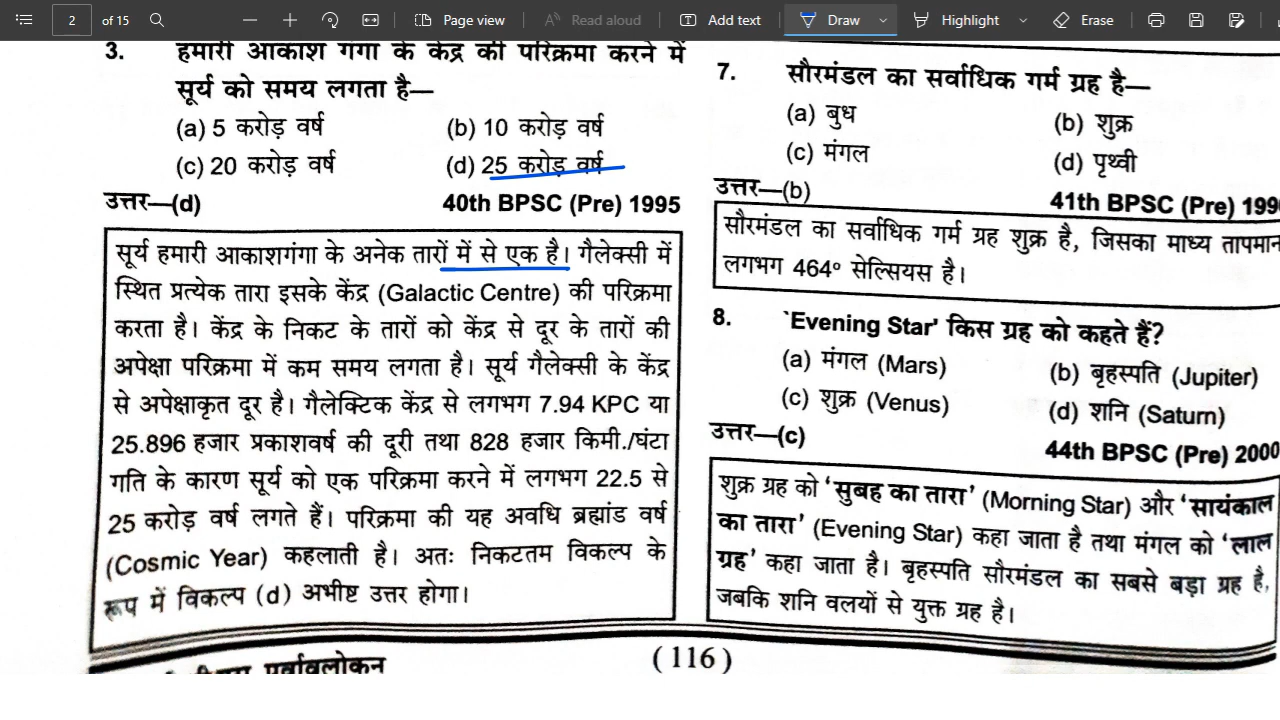 2 of 15 Page view Read aloud Add text Draw Highlight Erase
3. हमारी आकाश गंगा के केंद्र की परिक्रमा करने में
सूर्य को समय लगता है—
(a) 5 करोड़ वर्ष (b) 10 करोड़ वर्ष
(c) 20 करोड़ वर्ष (d) 25 करोड़ वर्ष
उत्तर—(d) 40th BPSC (Pre) 1995
सूर्य हमारी आकाशगंगा के अनेक तारों में से एक है। गैलेक्सी में
स्थित प्रत्येक तारा इसके केंद्र (Galactic Centre) की परिक्रमा
करता है। केंद्र के निकट के तारों को केंद्र से दूर के तारों की
अपेक्षा परिक्रमा में कम समय लगता है। सूर्य गैलेक्सी के केंद्र
से अपेक्षाकृत दूर है। गैलेक्टिक केंद्र से लगभग 7.94 KPC या
25.896 हजार प्रकाशवर्ष की दूरी तथा 828 हजार किमी./घंटा
गति के कारण सूर्य को एक परिक्रमा करने में लगभग 22.5 से
25 करोड़ वर्ष लगते हैं। परिक्रमा की यह अवधि ब्रह्मांड वर्ष
(Cosmic Year) कहलाती है। अतः निकटतम विकल्प के
रूप में विकल्प (d) अभीष्ट उत्तर होगा।
7. सौरमंडल का सर्वाधिक गर्म ग्रह है—
(a) बुध (b) शुक्र
(c) मंगल (d) पृथ्वी
उत्तर—(b) 41th BPSC (Pre) 199
सौरमंडल का सर्वाधिक गर्म ग्रह शुक्र है, जिसका माध्य तापमान
लगभग 464° सेल्सियस है।
8. `Evening Star' किस ग्रह को कहते हैं?
(a) मंगल (Mars) (b) बृहस्पति (Jupiter)
(c) शुक्र (Venus) (d) शनि (Saturn)
उत्तर—(c) 44th BPSC (Pre) 2000
शुक्र ग्रह को 'सुबह का तारा' (Morning Star) और 'सायंकाल
का तारा' (Evening Star) कहा जाता है तथा मंगल को 'लाल
ग्रह' कहा जाता है। बृहस्पति सौरमंडल का सबसे बड़ा ग्रह है,
जबकि शनि वलयों से युक्त ग्रह है।
(116)
पूर्वावलोकन